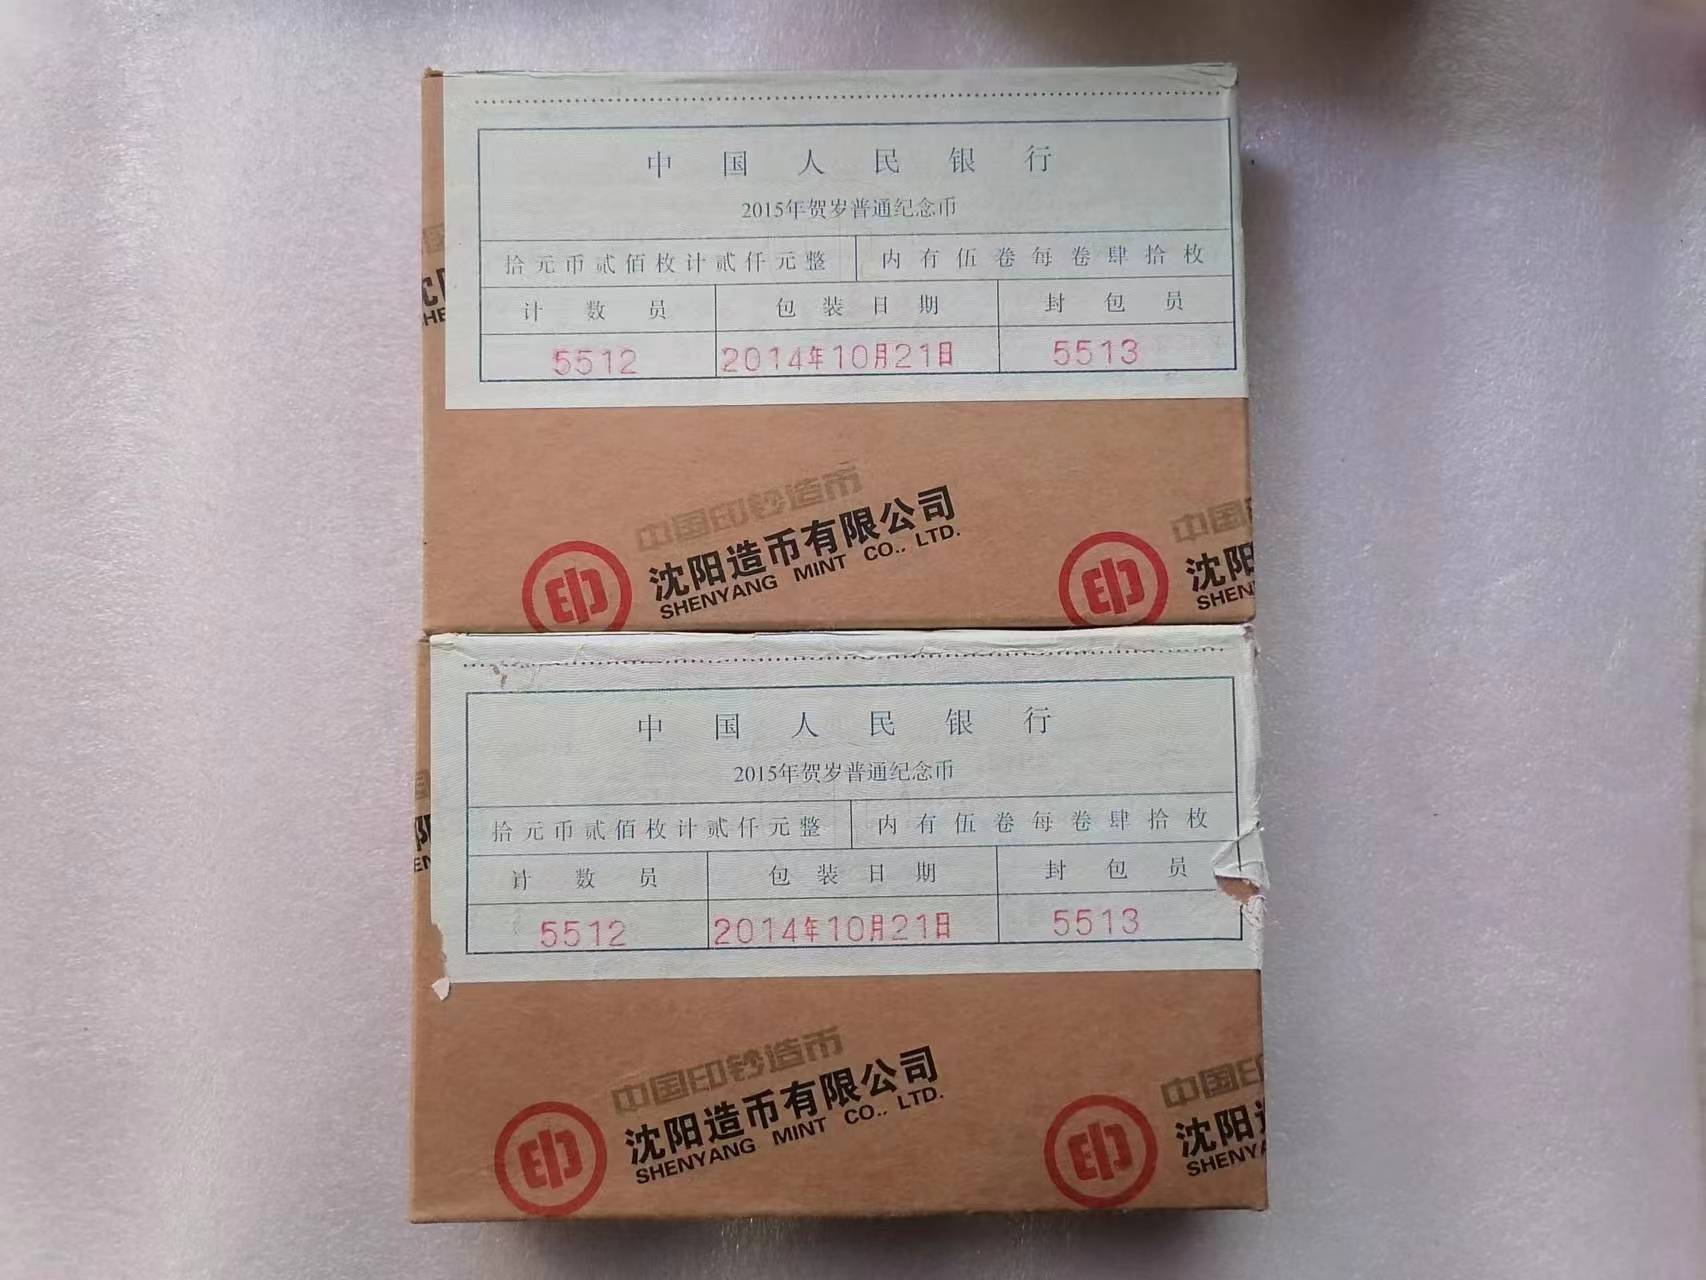 中国人民银行
2015年贺岁普通纪念币
拾元币贰佰枚计贰仟元整 内有伍卷每卷肆拾枚
计数员 包装日期 封包员
5512 2014年10月21日 5513
中国印钞造币
沈阳造币有限公司
SHENYANG MINT CO.. LTD.
中国
沈阳
SHEN
中国人民银行
2015年贺岁普通纪念币
拾元币贰佰枚计贰仟元整 内有伍卷每卷肆拾枚
计数员 包装日期 封包员
5512 2014年10月21日 5513
中国印钞造币
沈阳造币有限公司
SHENYANG MINT CO.. LTD.
中国印
沈阳
SHENYA